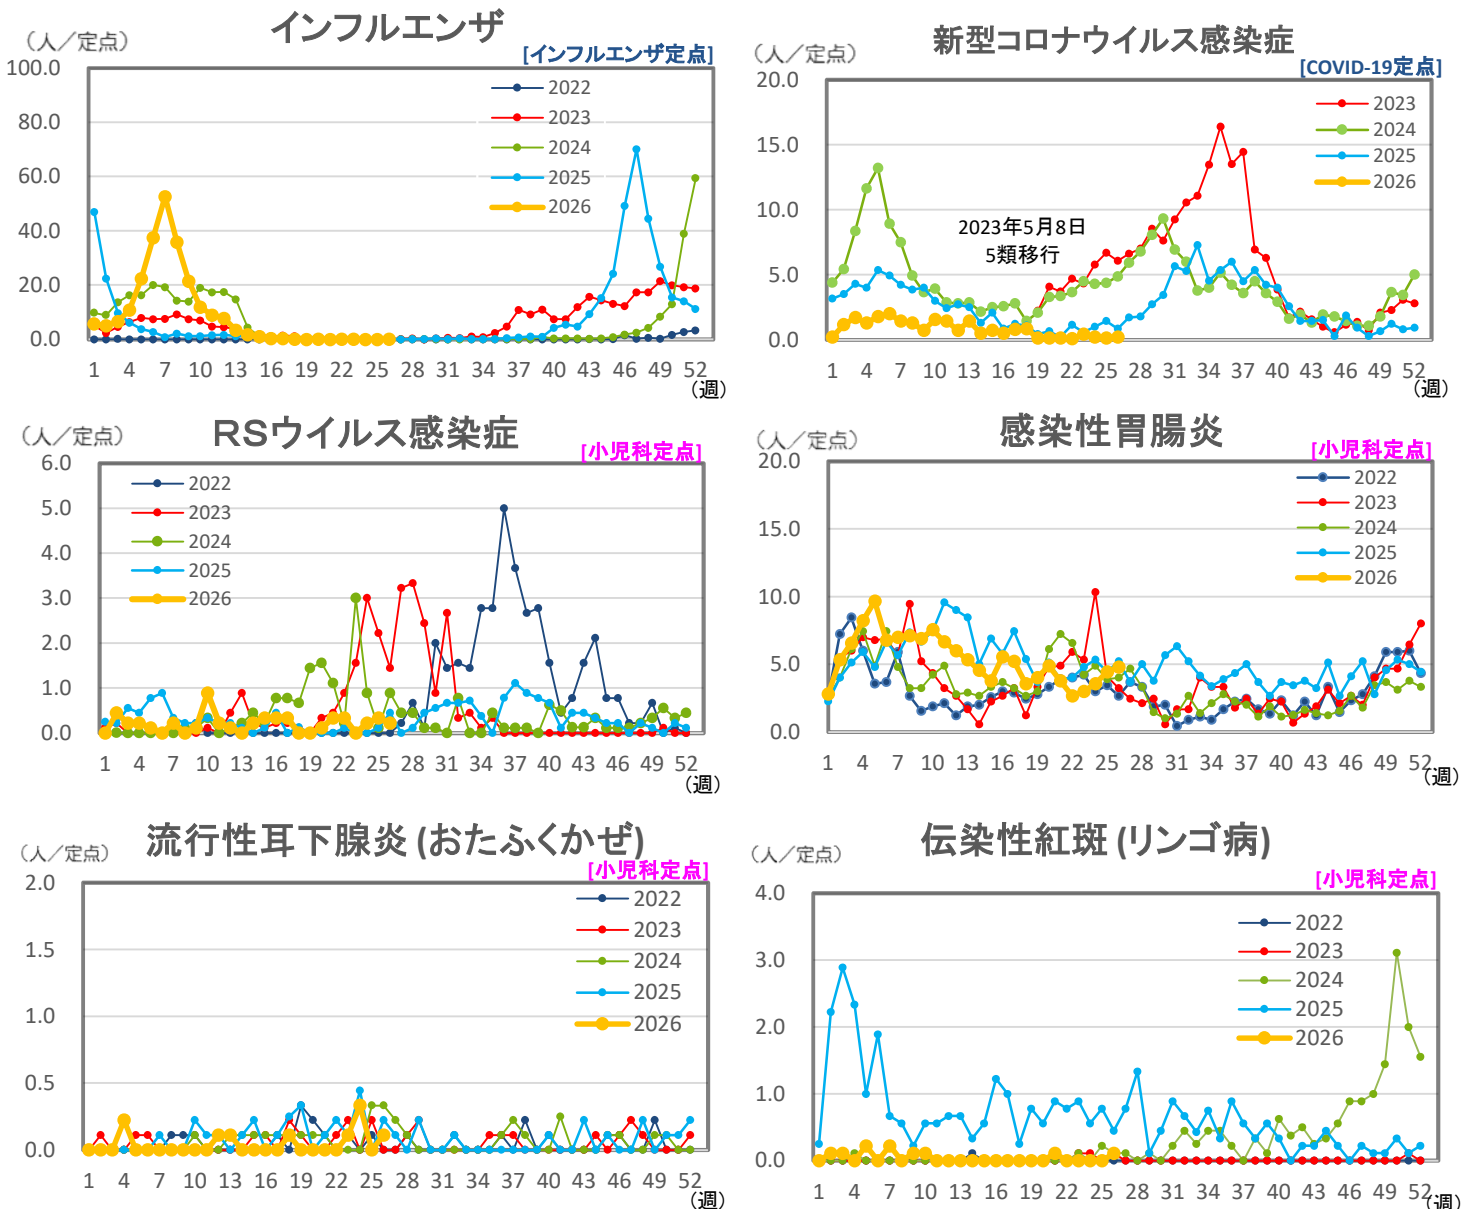 インフルエンザ
（人／定点）
[インフルエンザ定点]
100.0
80.0
60.0
40.0
20.0
0.0
2022
2023
2024
2025
2026
1 4 7 10 13 16 19 22 25 28 31 34 37 40 43 46 49 52
（週）
新型コロナウイルス感染症
（人／定点）
[COVID-19定点]
20.0
15.0
10.0
5.0
0.0
2023
2024
2025
2026
2023年5月8日
5類移行
1 4 7 10 13 16 19 22 25 28 31 34 37 40 43 46 49 52
（週）
RSウイルス感染症
（人／定点）
[小児科定点]
6.0
5.0
4.0
3.0
2.0
1.0
0.0
2022
2023
2024
2025
2026
1 4 7 10 13 16 19 22 25 28 31 34 37 40 43 46 49 52
（週）
感染性胃腸炎
（人／定点）
[小児科定点]
20.0
15.0
10.0
5.0
0.0
2022
2023
2024
2025
2026
1 4 7 10 13 16 19 22 25 28 31 34 37 40 43 46 49 52
（週）
流行性耳下腺炎 (おたふくかぜ)
（人／定点）
[小児科定点]
2.0
1.5
1.0
0.5
0.0
2022
2023
2024
2025
2026
1 4 7 10 13 16 19 22 25 28 31 34 37 40 43 46 49 52
（週）
伝染性紅斑 (リンゴ病)
（人／定点）
[小児科定点]
4.0
3.0
2.0
1.0
0.0
2022
2023
2024
2025
2026
1 4 7 10 13 16 19 22 25 28 31 34 37 40 43 46 49 52
（週）